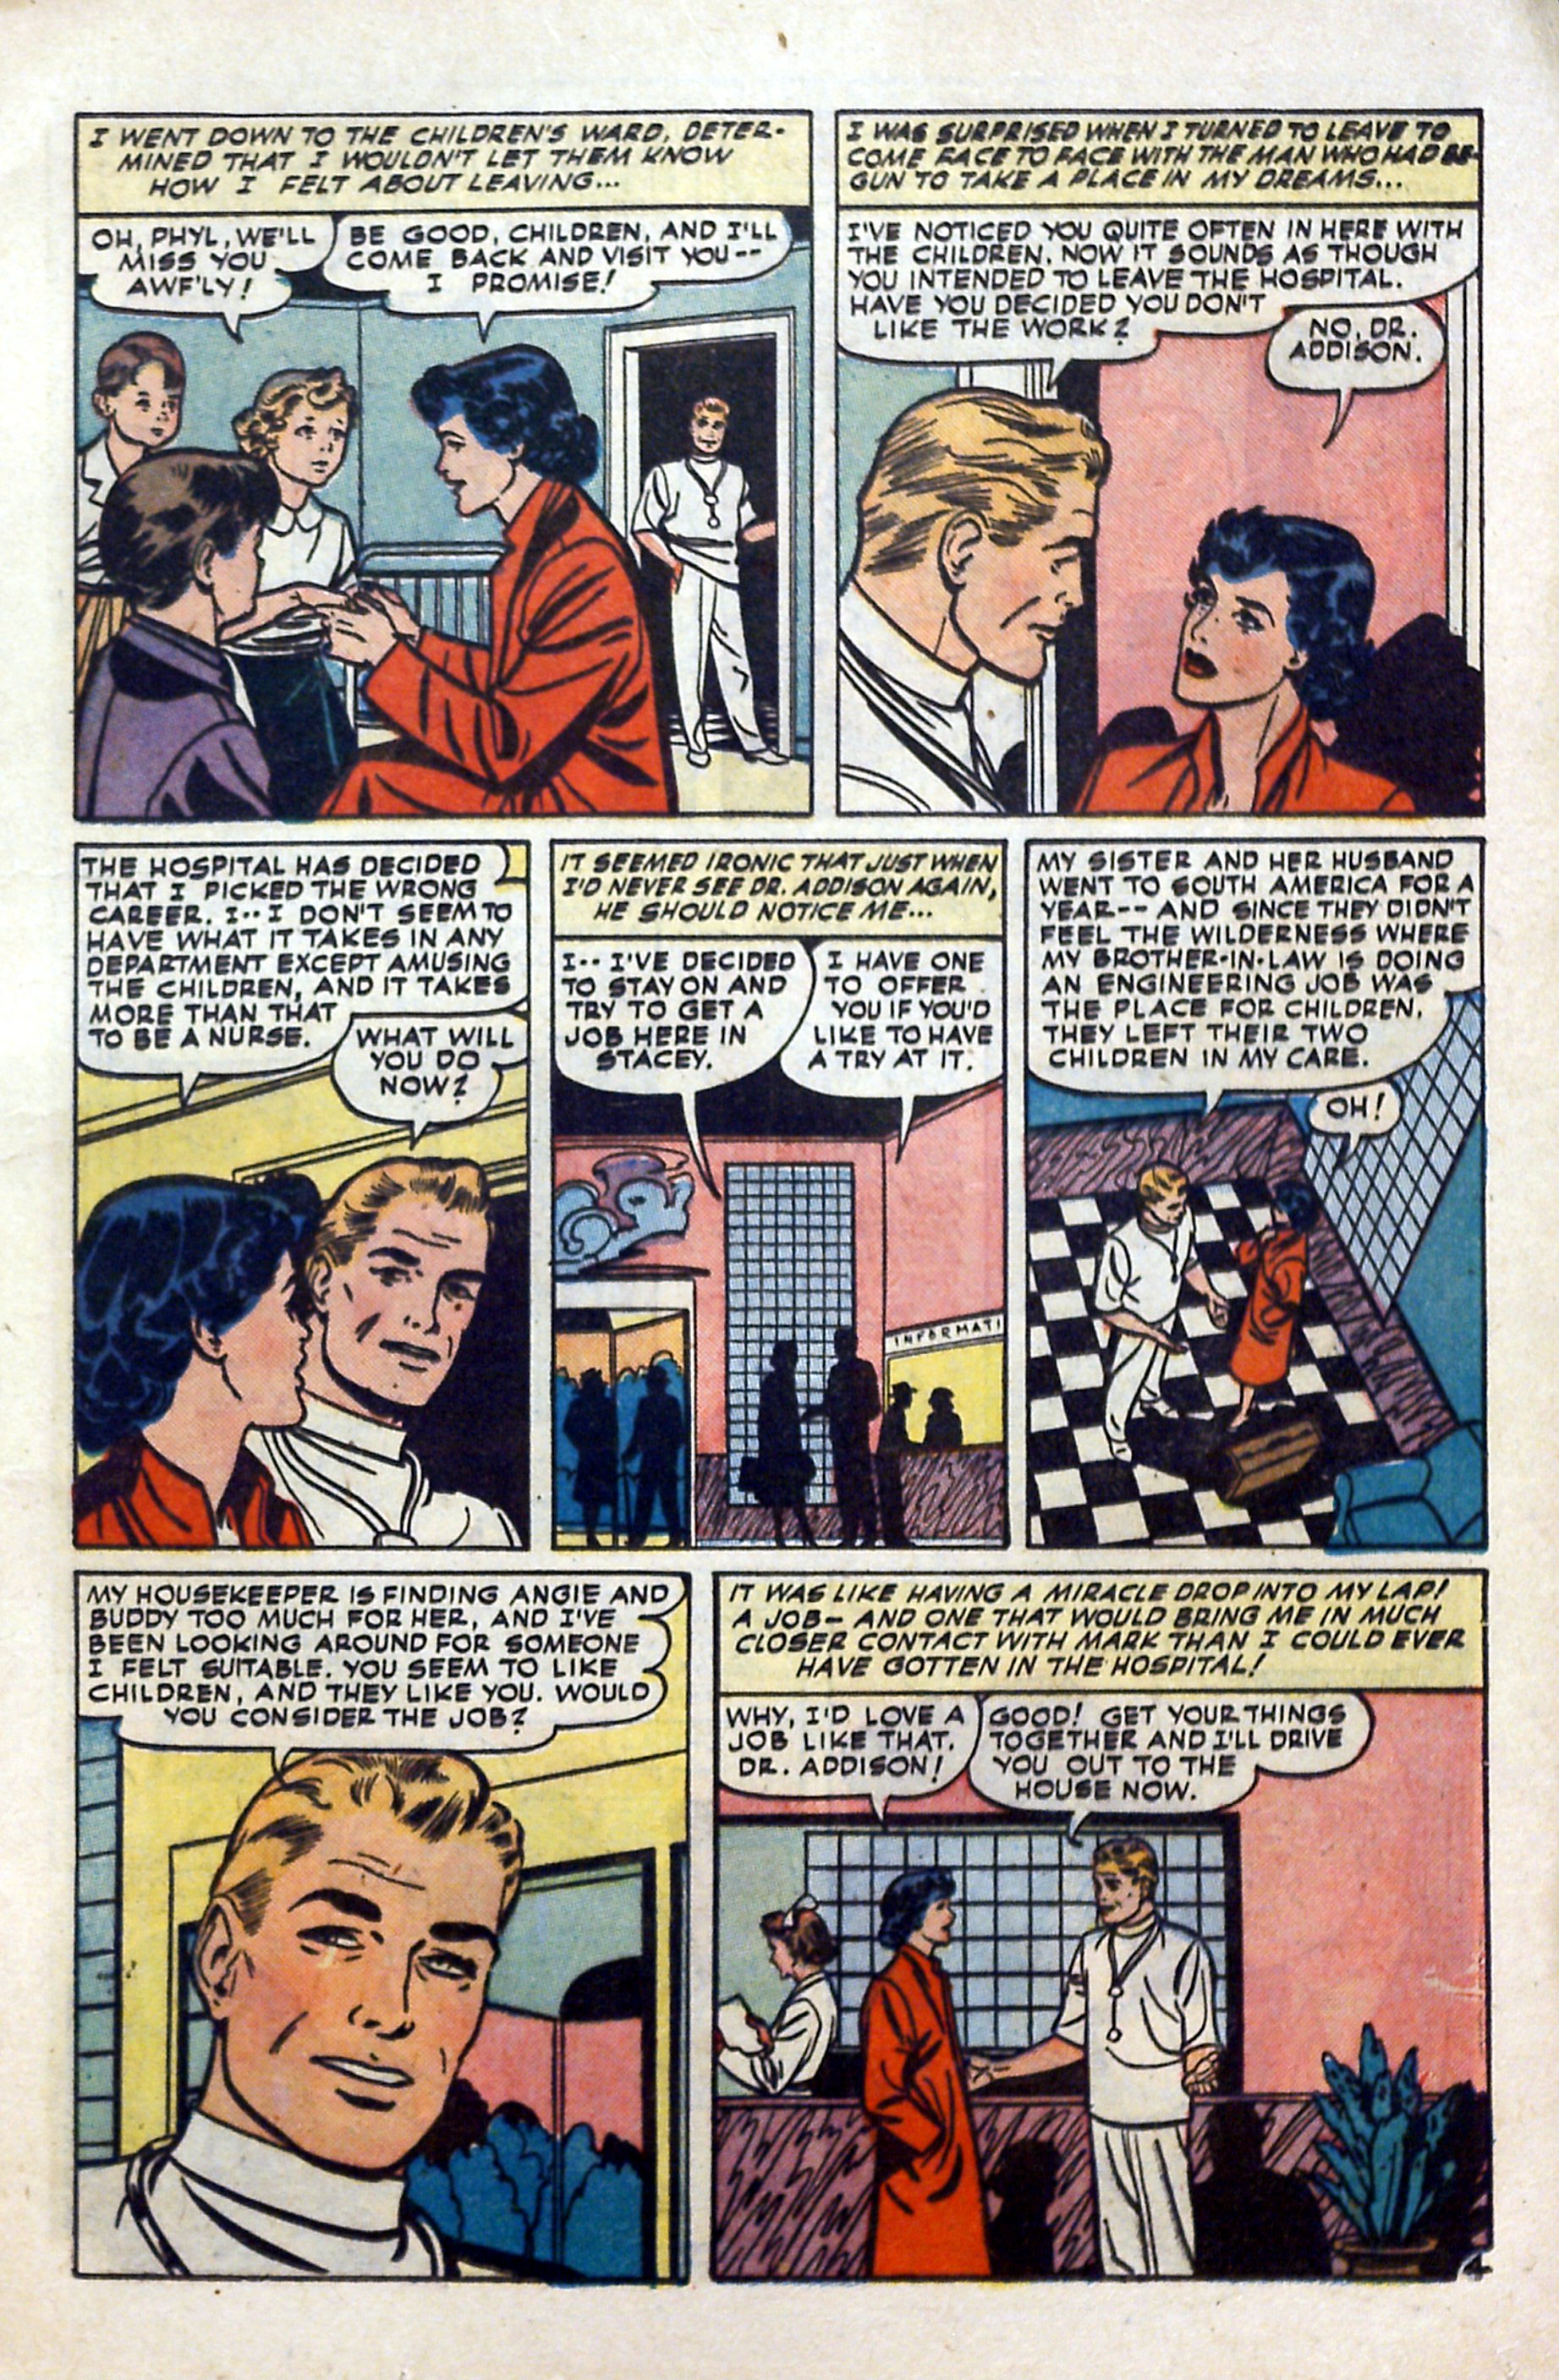 I WENT DOWN TO THE CHILDREN'S WARD, DETER-
MINED THAT I WOULDN'T LET THEM KNOW
HOW I FELT ABOUT LEAVING...
OH, PHYL, WE'LL
MISS YOU
AWF'LY!
BE GOOD, CHILDREN, AND I'LL
COME BACK AND VISIT YOU--
I PROMISE!
I WAS SURPRISED WHEN I TURNED TO LEAVE TO
COME FACE TO FACE WITH THE MAN WHO HAD BE-
GUN TO TAKE A PLACE IN MY DREAMS...
I'VE NOTICED YOU QUITE OFTEN IN HERE WITH
THE CHILDREN. NOW IT SOUNDS AS THOUGH
YOU INTENDED TO LEAVE THE HOSPITAL.
HAVE YOU DECIDED YOU DON'T
LIKE THE WORK?
NO, DR.
ADDISON.
THE HOSPITAL HAS DECIDED
THAT I PICKED THE WRONG
CAREER. I--I DON'T SEEM TO
HAVE WHAT IT TAKES IN ANY
DEPARTMENT EXCEPT AMUSING
THE CHILDREN, AND IT TAKES
MORE THAN THAT
TO BE A NURSE.
WHAT WILL
YOU DO
NOW?
IT SEEMED IRONIC THAT JUST WHEN
I'D NEVER SEE DR. ADDISON AGAIN,
HE SHOULD NOTICE ME...
I-- I'VE DECIDED
TO STAY ON AND
TRY TO GET A
JOB HERE IN
STACEY.
I HAVE ONE
TO OFFER
YOU IF YOU'D
LIKE TO HAVE
A TRY AT IT.
INFORMATI
MY SISTER AND HER HUSBAND
WENT TO SOUTH AMERICA FOR A
YEAR-- AND SINCE THEY DIDN'T
FEEL THE WILDERNESS WHERE
MY BROTHER-IN-LAW IS DOING
AN ENGINEERING JOB WAS
THE PLACE FOR CHILDREN,
THEY LEFT THEIR TWO
CHILDREN IN MY CARE.
OH!
MY HOUSEKEEPER IS FINDING ANGIE AND
BUDDY TOO MUCH FOR HER, AND I'VE
BEEN LOOKING AROUND FOR SOMEONE
I FELT SUITABLE. YOU SEEM TO LIKE
CHILDREN, AND THEY LIKE YOU. WOULD
YOU CONSIDER THE JOB?
IT WAS LIKE HAVING A MIRACLE DROP INTO MY LAP!
A JOB-- AND ONE THAT WOULD BRING ME IN MUCH
CLOSER CONTACT WITH MARK THAN I COULD EVER
HAVE GOTTEN IN THE HOSPITAL!
WHY, I'D LOVE A
JOB LIKE THAT,
DR. ADDISON!
GOOD! GET YOUR THINGS
TOGETHER AND I'LL DRIVE
YOU OUT TO THE
HOUSE NOW.
4